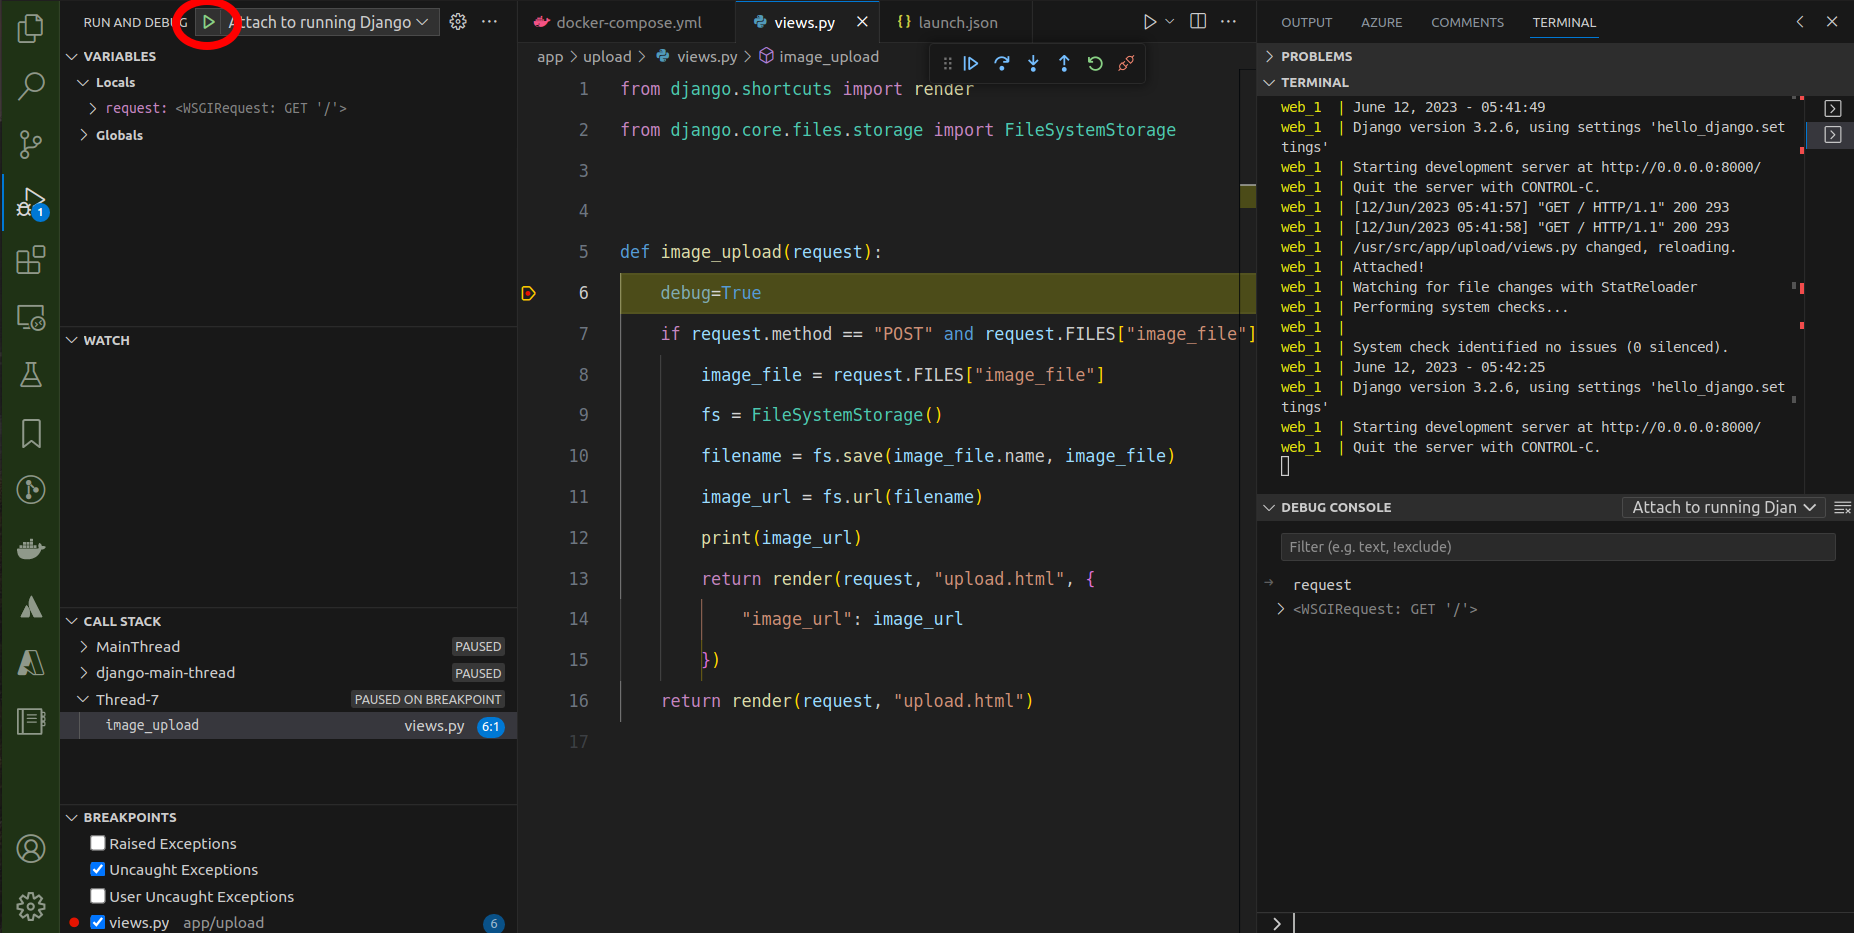 RUN AND DEBUG Attach to running Django
VARIABLES
Locals
request: <WSGIRequest: GET '/'>
Globals
WATCH
CALL STACK
MainThread PAUSED
django-main-thread PAUSED
Thread-7 PAUSED ON BREAKPOINT
image_upload views.py 6:1
BREAKPOINTS
Raised Exceptions
Uncaught Exceptions
User Uncaught Exceptions
views.py app/upload 6
1
docker-compose.yml views.py launch.json
app > upload > views.py > image_upload
1 from django.shortcuts import render
2 from django.core.files.storage import FileSystemStorage
3
4
5 def image_upload(request):
6 debug=True
7 if request.method == "POST" and request.FILES["image_file"]
8 image_file = request.FILES["image_file"]
9 fs = FileSystemStorage()
10 filename = fs.save(image_file.name, image_file)
11 image_url = fs.url(filename)
12 print(image_url)
13 return render(request, "upload.html", {
14 "image_url": image_url
15 })
16 return render(request, "upload.html")
17
OUTPUT AZURE COMMENTS TERMINAL
PROBLEMS
TERMINAL
web_1 | June 12, 2023 - 05:41:49
web_1 | Django version 3.2.6, using settings 'hello_django.set
tings'
web_1 | Starting development server at http://0.0.0.0:8000/
web_1 | Quit the server with CONTROL-C.
web_1 | [12/Jun/2023 05:41:57] "GET / HTTP/1.1" 200 293
web_1 | [12/Jun/2023 05:41:58] "GET / HTTP/1.1" 200 293
web_1 | /usr/src/app/upload/views.py changed, reloading.
web_1 | Attached!
web_1 | Watching for file changes with StatReloader
web_1 | Performing system checks...
web_1 |
web_1 | System check identified no issues (0 silenced).
web_1 | June 12, 2023 - 05:42:25
web_1 | Django version 3.2.6, using settings 'hello_django.set
tings'
web_1 | Starting development server at http://0.0.0.0:8000/
web_1 | Quit the server with CONTROL-C.
DEBUG CONSOLE Attach to running Djan
Filter (e.g. text, !exclude)
request
<WSGIRequest: GET '/'>